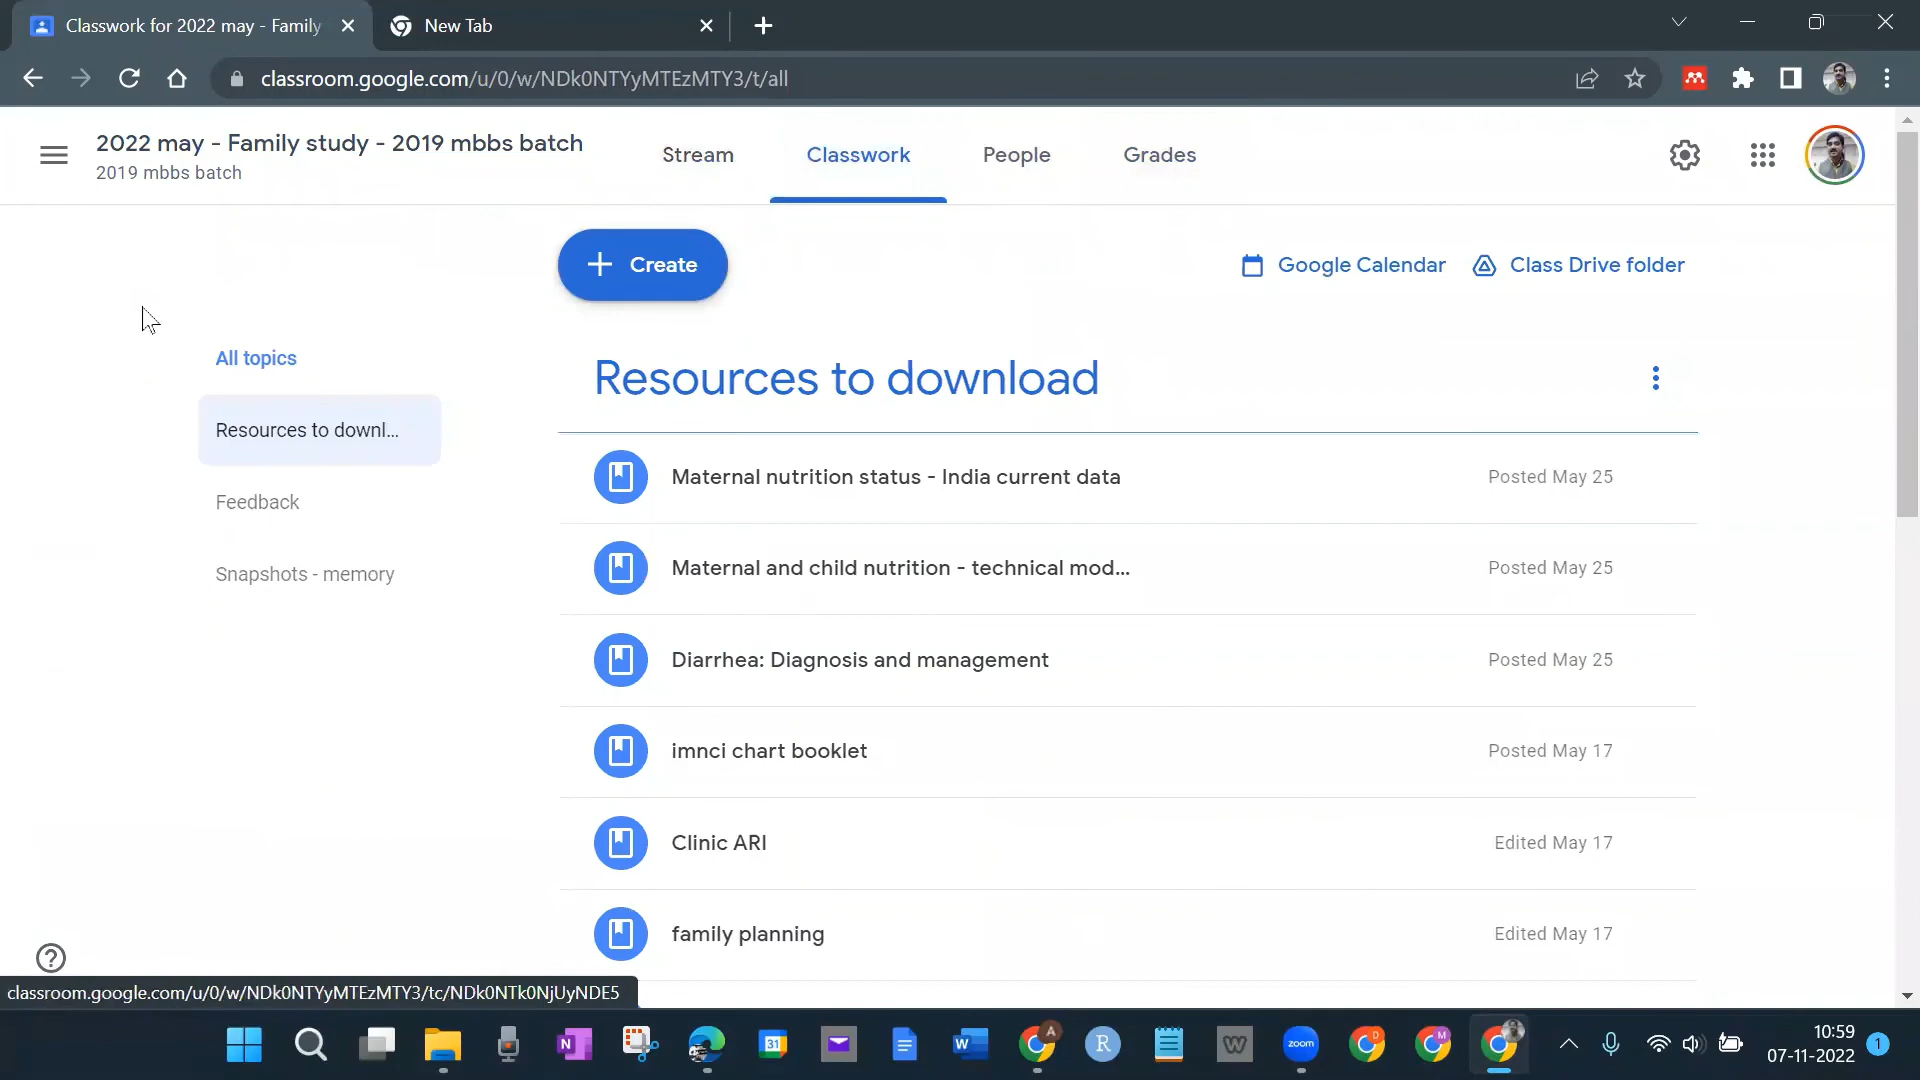 Classwork for 2022 may - Family
New Tab
classroom.google.com/u/0/w/NDk0NTYyMTEzMTY3/t/all
2022 may - Family study - 2019 mbbs batch
2019 mbbs batch
Stream
Classwork
People
Grades
Create
Google Calendar
Class Drive folder
All topics
Resources to downl...
Feedback
Snapshots - memory
Resources to download
Maternal nutrition status - India current data
Posted May 25
Maternal and child nutrition - technical mod...
Posted May 25
Diarrhea: Diagnosis and management
Posted May 25
imnci chart booklet
Posted May 17
Clinic ARI
Edited May 17
family planning
Edited May 17
classroom.google.com/u/0/w/NDk0NTYyMTEzMTY3/tc/NDk0NTk0NjUyNDE5
N
31
W
A
R
W
zoom
D
M
10:59
07-11-2022
1